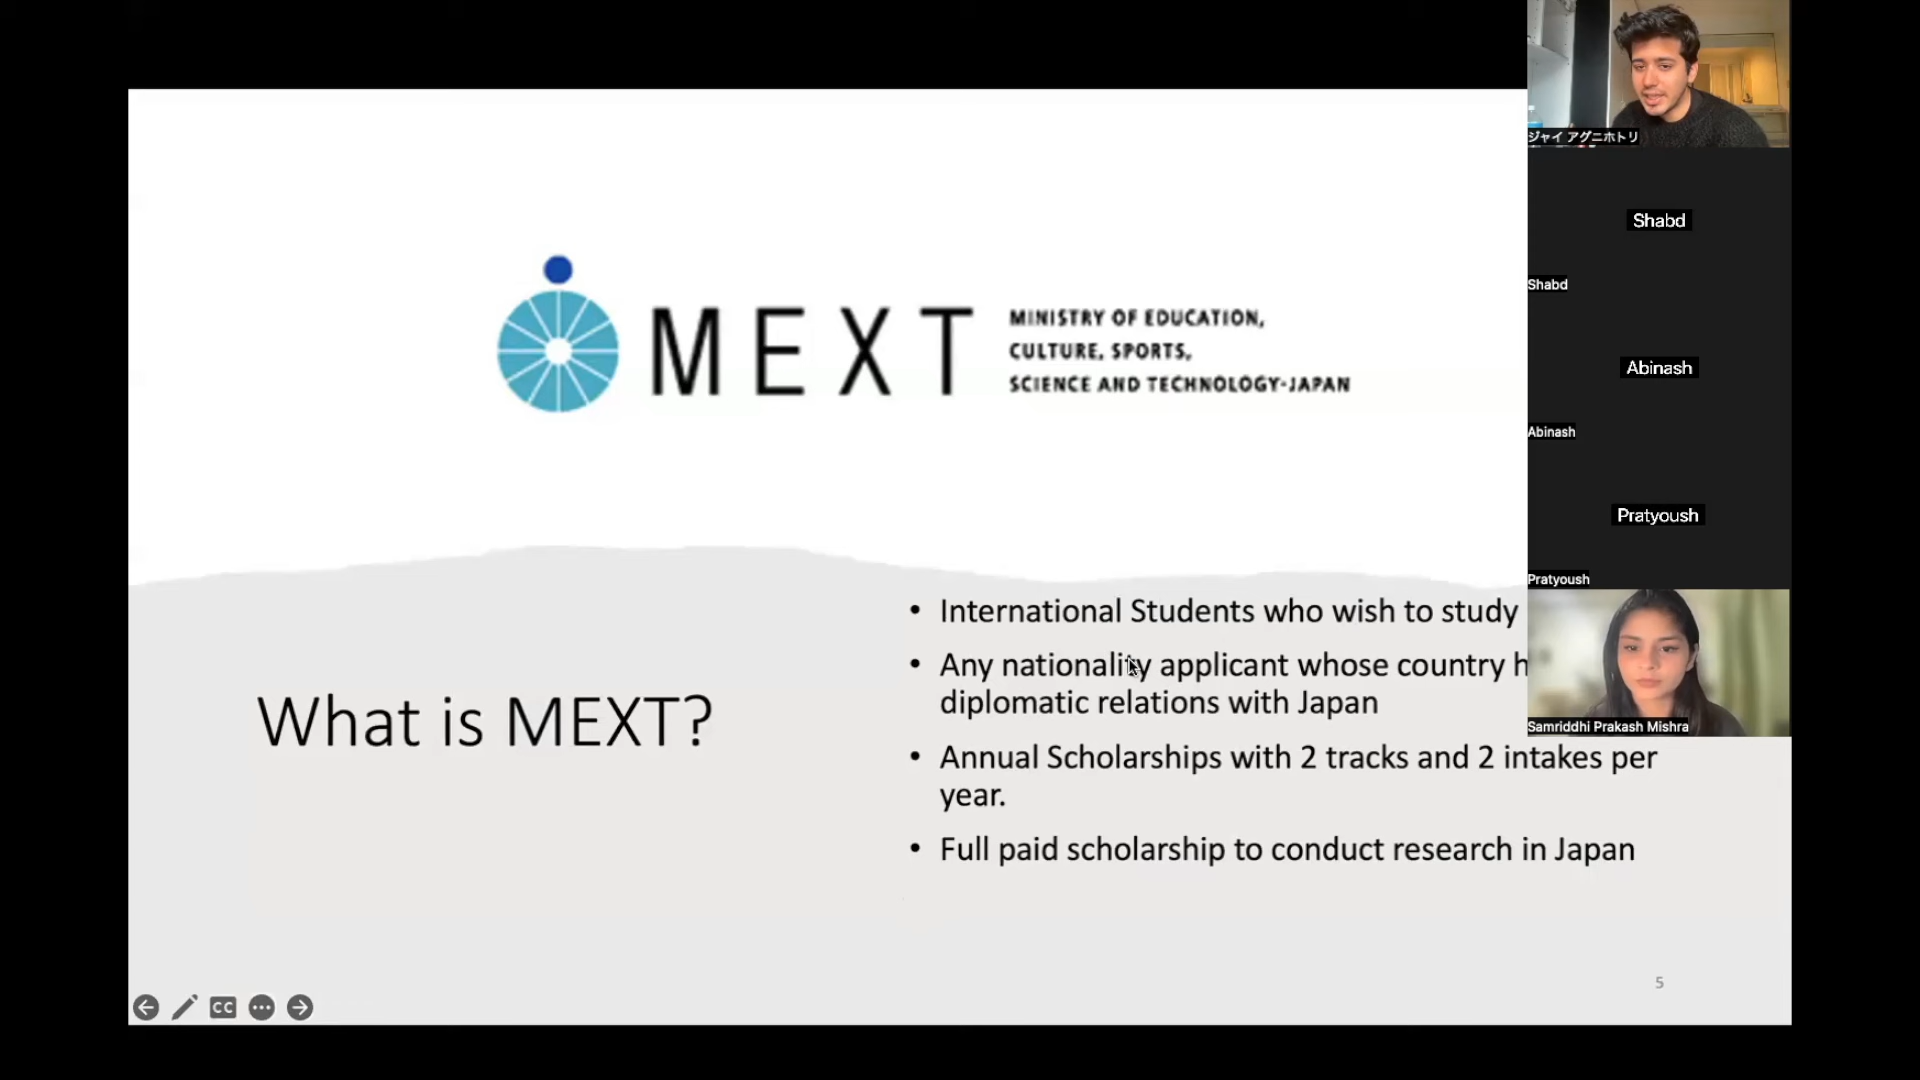 MEXT
MINISTRY OF EDUCATION,
CULTURE, SPORTS,
SCIENCE AND TECHNOLOGY-JAPAN
What is MEXT?
• International Students who wish to study
• Any nationality applicant whose country h
diplomatic relations with Japan
• Annual Scholarships with 2 tracks and 2 intakes per
year.
• Full paid scholarship to conduct research in Japan
5
CC
ジャイ アグニホトリ
Shabd
Shabd
Abinash
Abinash
Pratyoush
Pratyoush
Samriddhi Prakash Mishra